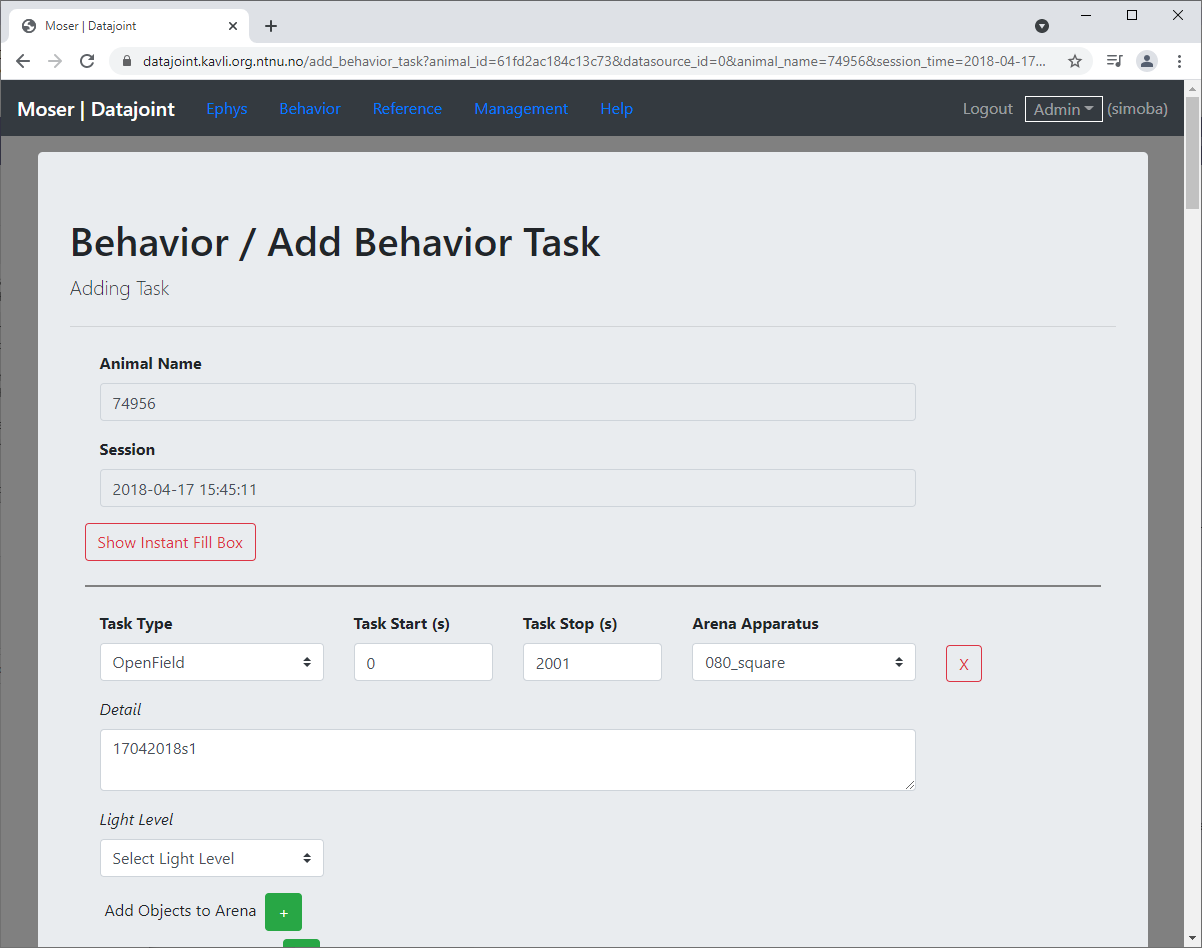 Moser | Datajoint
datajoint.kavli.org.ntnu.no/add_behavior_task?animal_id=61fd2ac184c13c73&datasource_id=0&animal_name=74956&session_time=2018-04-17...
Moser | Datajoint Ephys Behavior Reference Management Help Logout Admin (simoba)
Behavior / Add Behavior Task
Adding Task
Animal Name
74956
Session
2018-04-17 15:45:11
Show Instant Fill Box
Task Type Task Start (s) Task Stop (s) Arena Apparatus
OpenField 0 2001 080_square X
Detail
17042018s1
Light Level
Select Light Level
Add Objects to Arena +